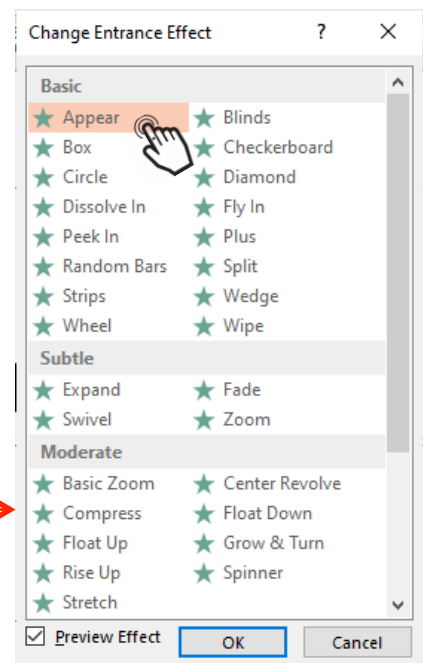 Change Entrance Effect ?
Basic
Appear Blinds
Box Checkerboard
Circle Diamond
Dissolve In Fly In
Peek In Plus
Random Bars Split
Strips Wedge
Wheel Wipe
Subtle
Expand Fade
Swivel Zoom
Moderate
Basic Zoom Center Revolve
Compress Float Down
Float Up Grow & Turn
Rise Up Spinner
Stretch
Preview Effect OK Cancel